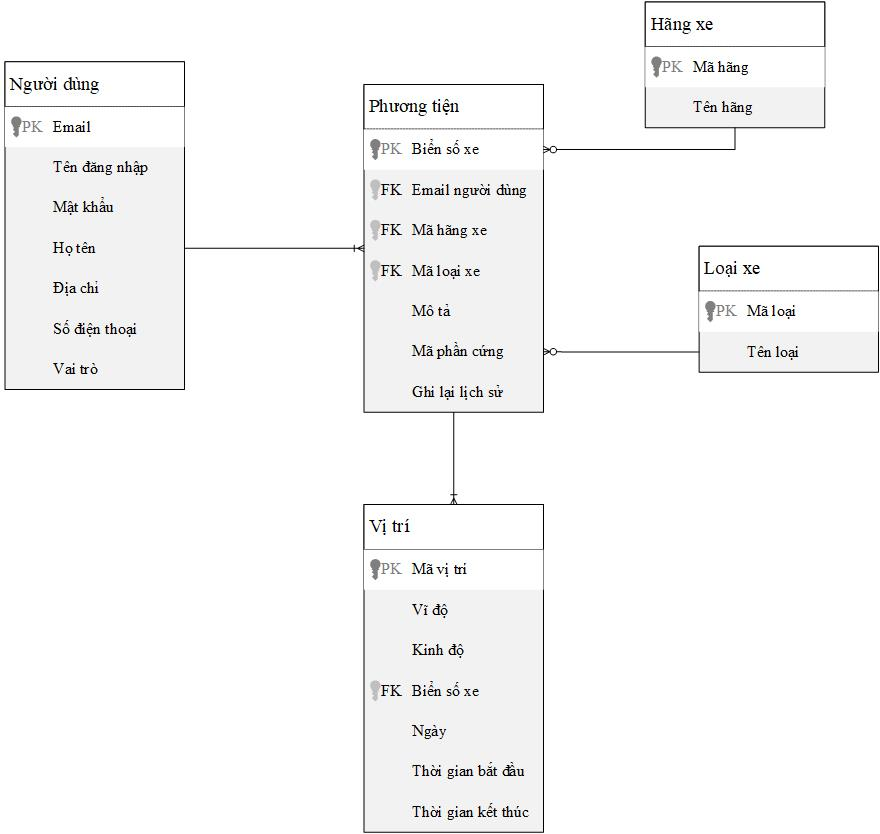 Hãng xe
PK Mã hãng
Tên hãng
Người dùng
PK Email
Tên đăng nhập
Mật khẩu
Họ tên
Địa chỉ
Số điện thoại
Vai trò
Phương tiện
PK Biển số xe
FK Email người dùng
FK Mã hãng xe
FK Mã loại xe
Mô tả
Mã phần cứng
Ghi lại lịch sử
Loại xe
PK Mã loại
Tên loại
Vị trí
PK Mã vị trí
Vĩ độ
Kinh độ
FK Biển số xe
Ngày
Thời gian bắt đầu
Thời gian kết thúc